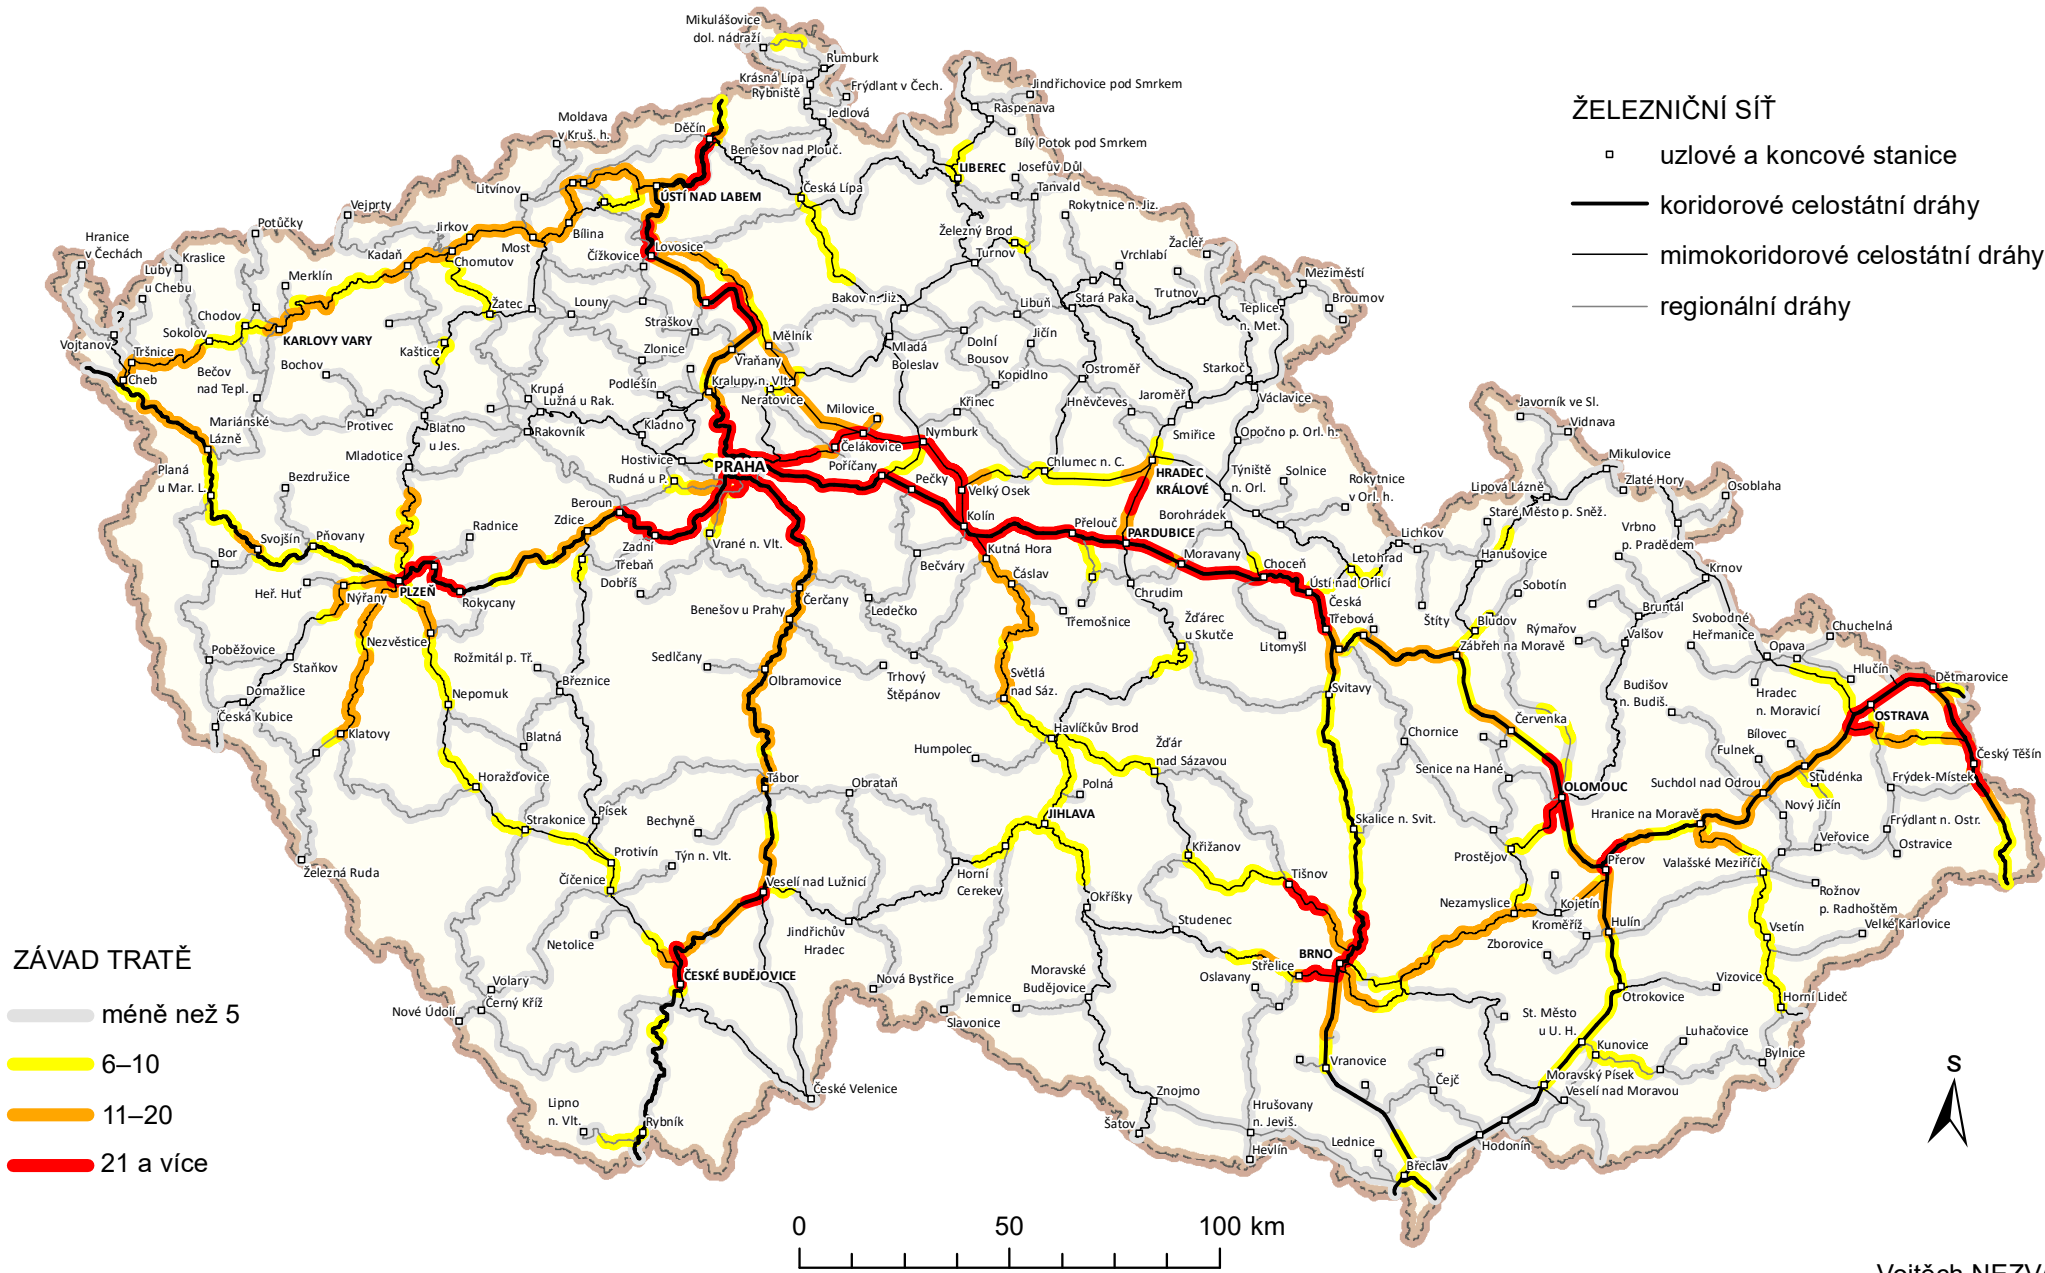 Mikulášovice
dol. nádraží
Rumburk
Krásná Lípa
Rybniště
Frýdlant v Čech.
Jedlová
Jindřichovice pod Smrkem
Raspenava
Bílý Potok pod Smrkem
Moldava
v Kruš. h.
Děčín
Benešov nad Plouč.
LIBEREC
Josefův Důl
Tanvald
Rokytnice n. Jiz.
Litvínov
ÚSTÍ NAD LABEM
Česká Lípa
Vejprty
Potůčky
Hranice
v Čechách
Luby
u Chebu
Kraslice
Merklín
Kadaň
Jirkov
Chomutov
Most
Bílina
Čížkovice
Lovosice
Železný Brod
Turnov
Vrchlabí
Žacléř
Trutnov
Meziměstí
Broumov
Teplice
n. Met.
Chodov
Sokolov
Vojtanov
Tršnice
Cheb
KARLOVY VARY
Bochov
Bečov
nad Tepl.
Kaštice
Žatec
Louny
Straškov
Zlonice
Podlešín
Mělník
Vraňany
Kralupy n. Vlt.
Neratovice
Bakov n. Jiz.
Mladá
Boleslav
Libuň
Jičín
Dolní
Bousov
Kopidlno
Stará Paka
Ostroměř
Starkoč
Václavice
Krupá
Lužná u Rak.
Rakovník
Kladno
Milovice
Křinec
Hněvčeves
Jaroměř
Smiřice
Opočno p. Orl. h.
Mariánské
Lázně
Protivec
Blatno
u Jes.
Mladotice
Hostivice
Rudná u P.
PRAHA
Čelákovice
Poříčany
Nymburk
Pečky
Chlumec n. C.
Velký Osek
Kolín
HRADEC
KRÁLOVÉ
Týniště
n. Orl.
Solnice
Rokytnice
v Orl. h.
Borohrádek
Javorník ve Sl.
Vidnava
Mikulovice
Zlaté Hory
Osoblaha
Lipová Lázně
Staré Město p. Sněž.
Vrbno
p. Pradědem
Krnov
Planá
u Mar. L.
Bezdružice
Svojšín
Bor
Pňovany
Radnice
Beroun
Zdice
Zadní
Třebaň
Dobříš
Vrané n. Vlt.
Přelouč
PARDUBICE
Moravany
Choceň
Letohrad
Lichkov
Ústí nad Orlicí
Hanušovice
Sobotín
Bruntál
Valšov
Svobodné
Heřmanice
Chuchelná
Opava
Hlučín
Dětmarovice
Heř. Huť
Nýřany
PLZEŇ
Rokycany
Nezvěstice
Rožmitál p. Tř.
Benešov u Prahy
Čerčany
Ledečko
Bečváry
Kutná Hora
Čáslav
Třemošnice
Chrudim
Žďárec
u Skutče
Litomyšl
Česká
Třebová
Štíty
Bludov
Zábřeh na Moravě
Rýmařov
Poběžovice
Staňkov
Domažlice
Česká Kubice
Klatovy
Nepomuk
Březnice
Sedlčany
Olbramovice
Trhový
Štěpánov
Světlá
nad Sáz.
Svitavy
Červenka
Budišov
n. Budiš.
Hradec
n. Moravicí
OSTRAVA
Bílovec
Fulnek
Studénka
Český Těšín
Frýdek-Místek
Blatná
Horažďovice
Strakonice
Písek
Tábor
Bechyně
Obrataň
Humpolec
Havlíčkův Brod
Polná
Žďár
nad Sázavou
JIHLAVA
Chornice
Senice na Hané
OLOMOUC
Suchdol nad Odrou
Hranice na Moravě
Nový Jičín
Veřovice
Frýdlant n. Ostr.
Ostravice
Železná Ruda
Protivín
Číčenice
Týn n. Vlt.
Veselí nad Lužnicí
Horní
Cerekev
Křižanov
Tišnov
Skalice n. Svit.
Prostějov
Přerov
Valašské Meziříčí
Rožnov
p. Radhoštěm
Netolice
Jindřichův
Hradec
Okříšky
Studenec
Nezamyslice
Kojetín
Kroměříž
Zborovice
Hulín
Vsetín
Velké Karlovice
Volary
Černý Kříž
Nové Údolí
ČESKÉ BUDĚJOVICE
Nová Bystřice
Slavonice
Jemnice
Moravské
Budějovice
Oslavany
Střelice
BRNO
Otrokovice
Vizovice
Horní Lideč
St. Město
u U. H.
Kunovice
Luhačovice
Bylnice
Lipno
n. Vlt.
Rybník
České Velenice
Znojmo
Šatov
Hrušovany
n. Jeviš.
Hevlín
Vranovice
Čejč
Moravský Písek
Veselí nad Moravou
Lednice
Hodonín
Břeclav
ŽELEZNIČNÍ SÍŤ
uzlové a koncové stanice
koridorové celostátní dráhy
mimokoridorové celostátní dráhy
regionální dráhy
ZÁVAD TRATĚ
méně než 5
6–10
11–20
21 a více
0 50 100 km
S